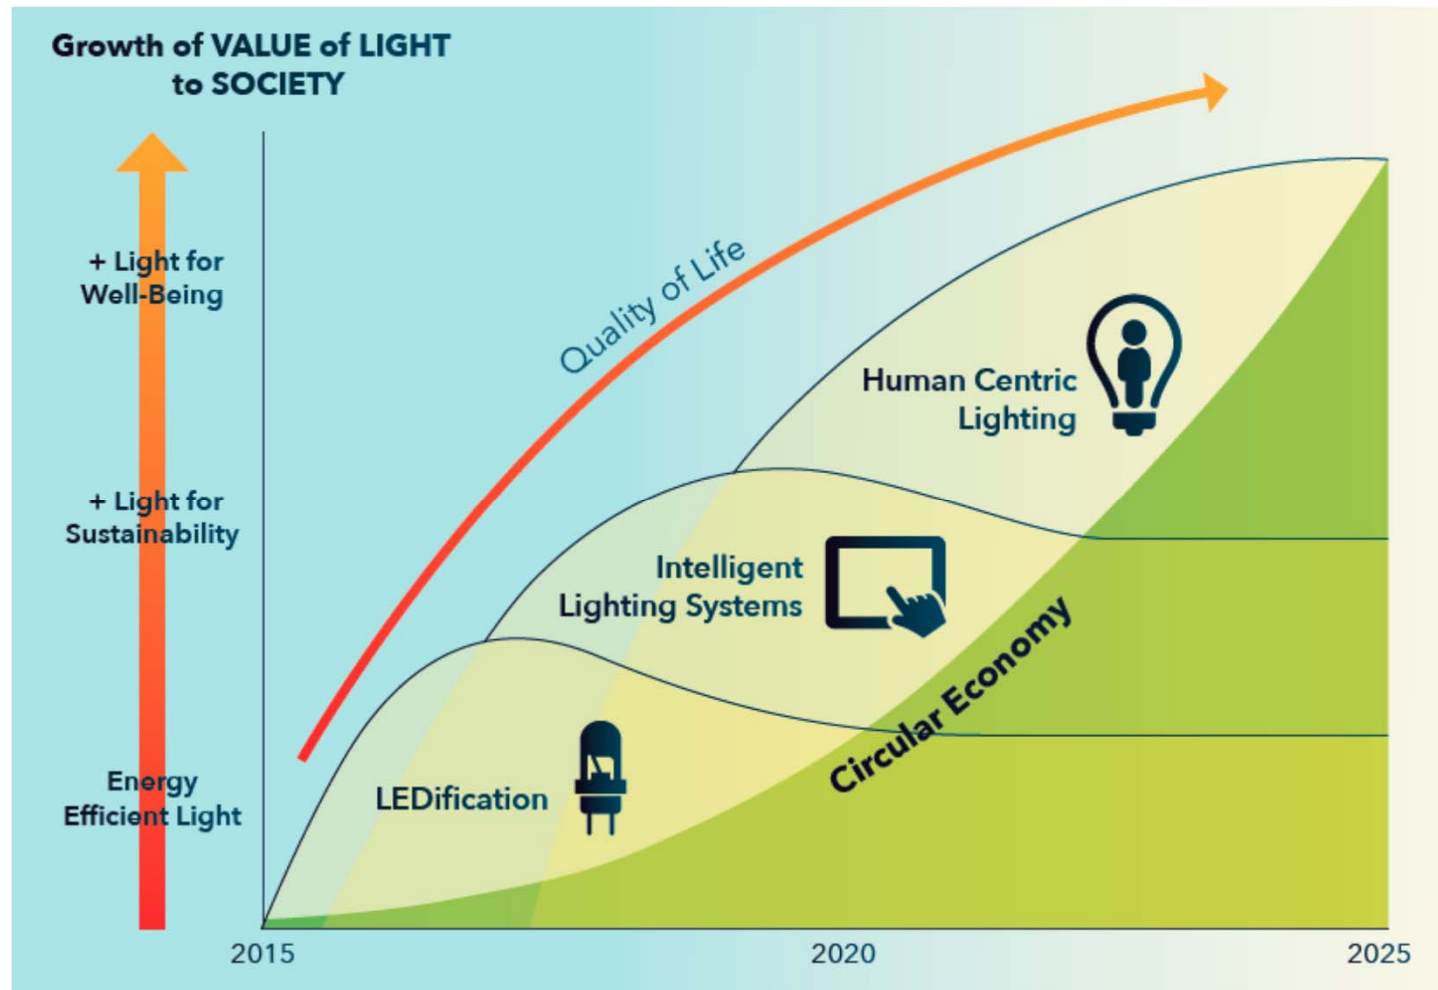 Growth of VALUE of LIGHT
to SOCIETY
+ Light for
Well-Being
+ Light for
Sustainability
Energy
Efficient Light
Quality of Life
Human Centric
Lighting
Intelligent
Lighting Systems
LEDification
Circular Economy
2015
2020
2025